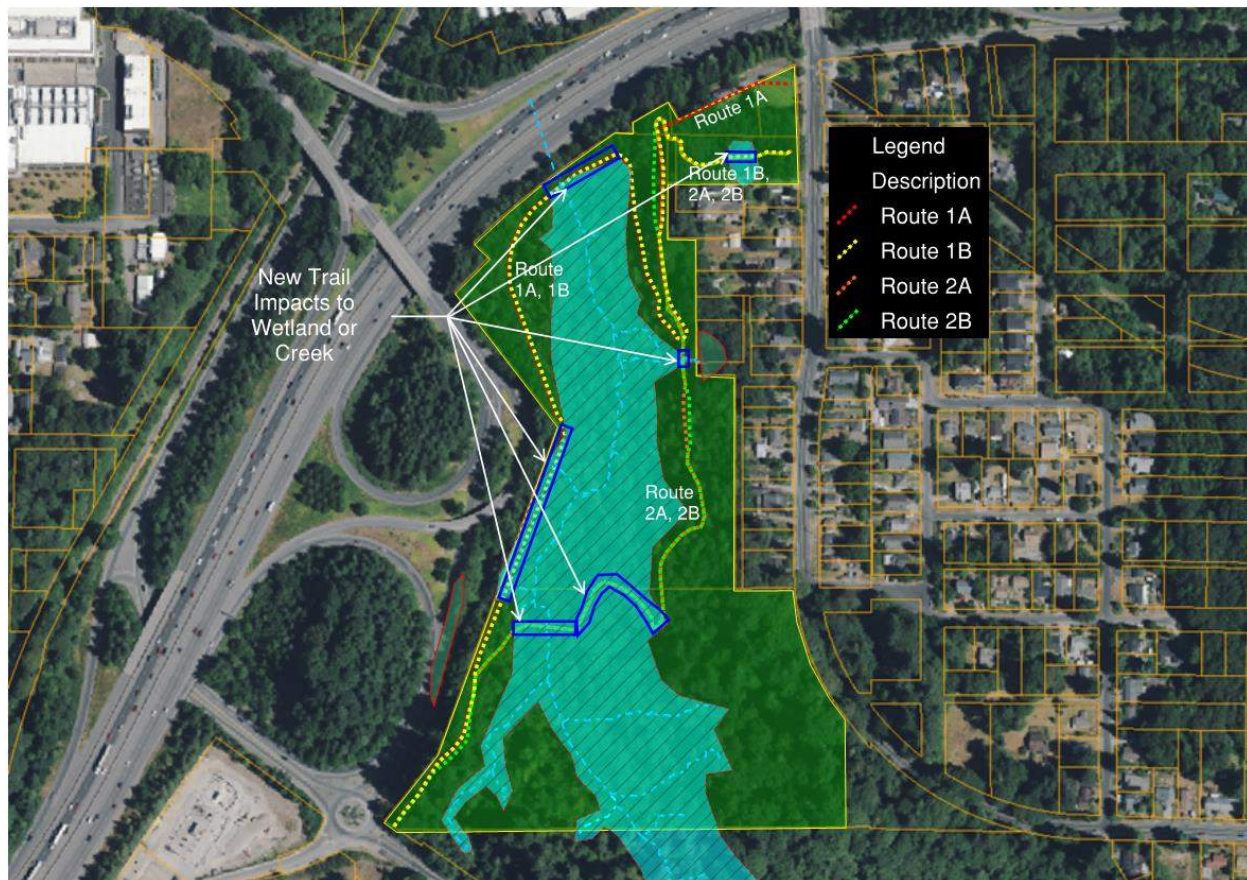 Route 1A
Route 1B,
2A, 2B
Legend
Description
Route 1A
Route 1B
Route 2A
Route 2B
New Trail
Impacts to
Wetland or
Creek
Route
1A, 1B
Route
2A, 2B